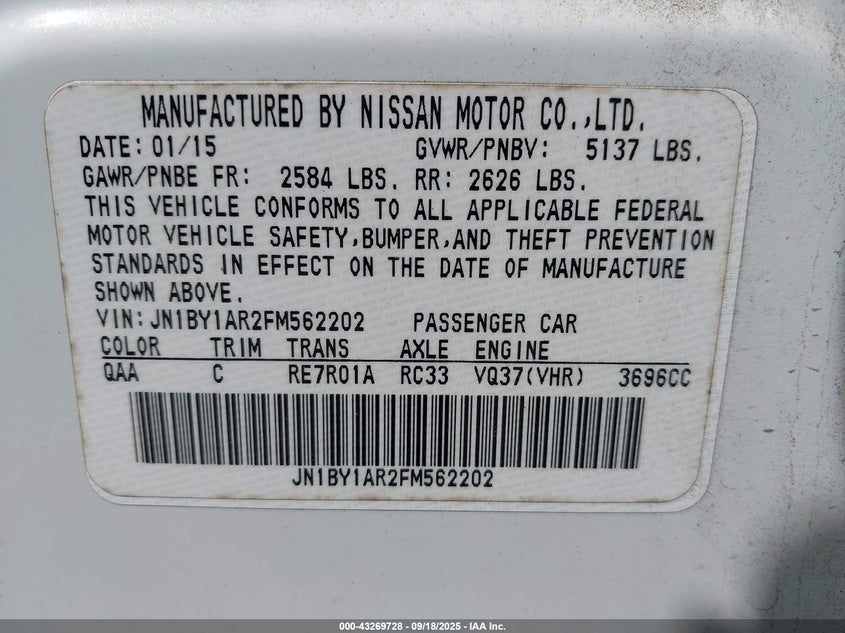 MANUFACTURED BY NISSAN MOTOR CO.,LTD.
DATE: 01/15 GVWR/PNBV: 5137 LBS.
GAWR/PNBE FR: 2584 LBS. RR: 2626 LBS.
THIS VEHICLE CONFORMS TO ALL APPLICABLE FEDERAL
MOTOR VEHICLE SAFETY,BUMPER,AND THEFT PREVENTION
STANDARDS IN EFFECT ON THE DATE OF MANUFACTURE
SHOWN ABOVE.
VIN:JN1BY1AR2FM562202 PASSENGER CAR
COLOR TRIM TRANS AXLE ENGINE
QAA C RE7R01A RC33 VQ37(VHR) 3696CC
JN1BY1AR2FM562202
000-43269728 - 09/18/2025 - IAA Inc.